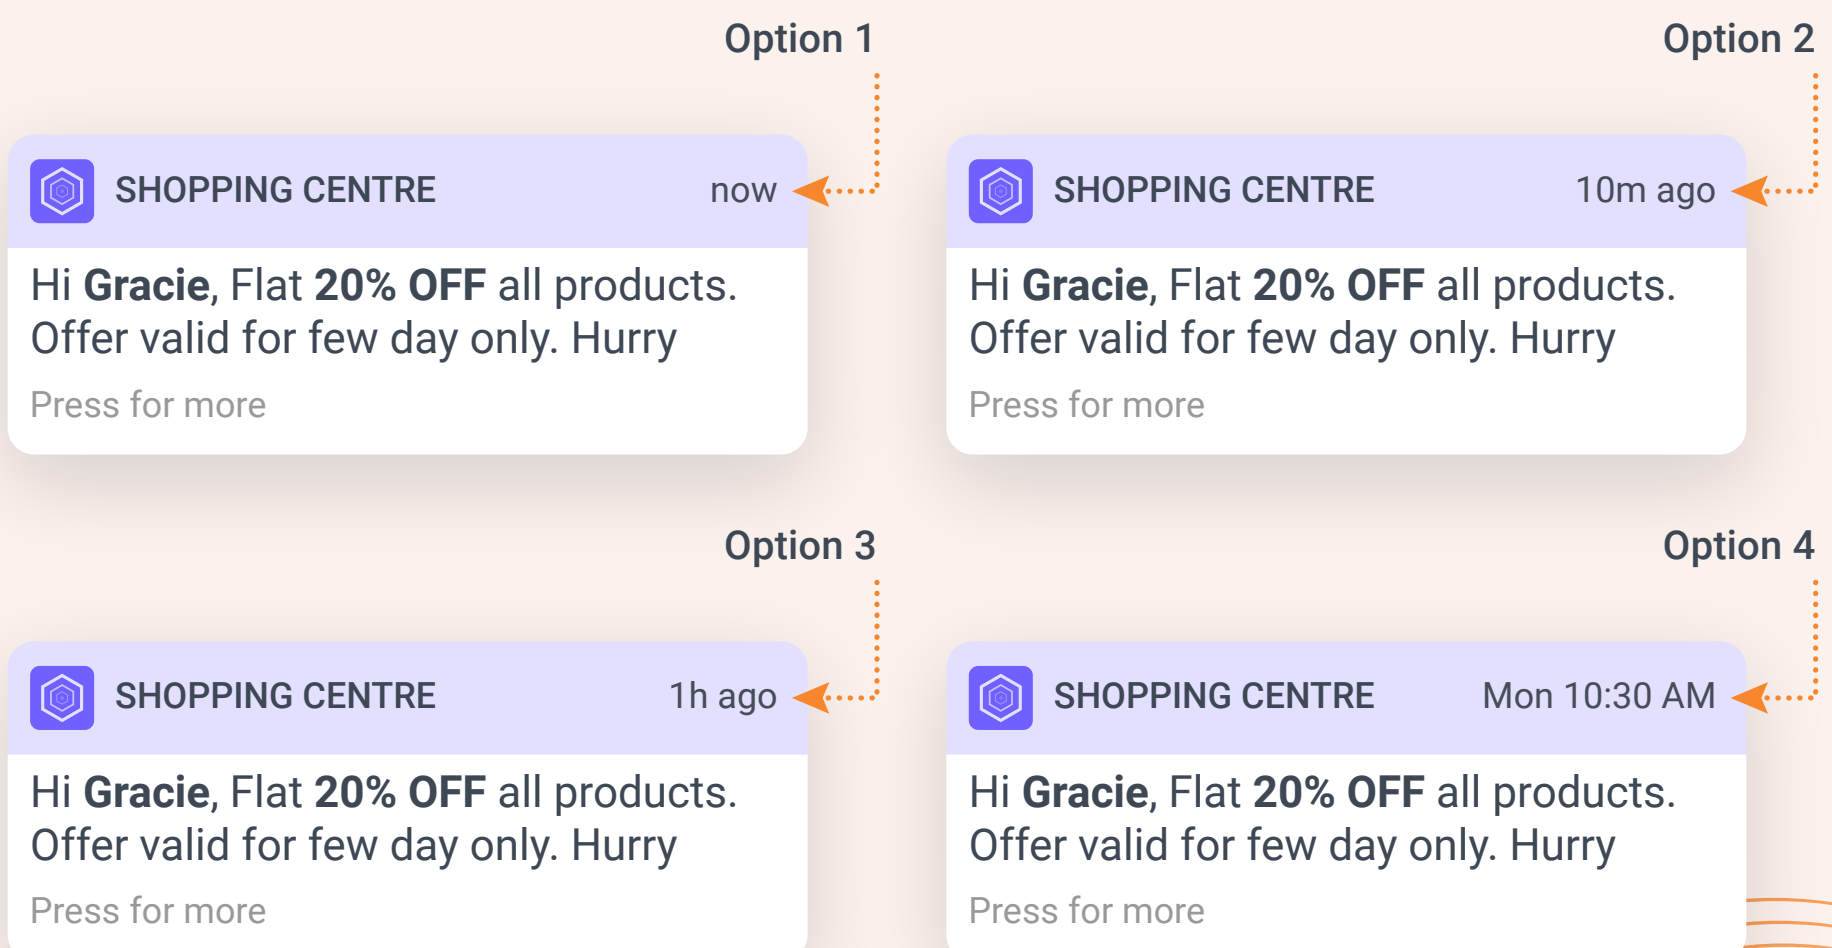 Option 1
SHOPPING CENTRE now
Hi Gracie, Flat 20% OFF all products.
Offer valid for few day only. Hurry
Press for more
Option 2
SHOPPING CENTRE 10m ago
Hi Gracie, Flat 20% OFF all products.
Offer valid for few day only. Hurry
Press for more
Option 3
SHOPPING CENTRE 1h ago
Hi Gracie, Flat 20% OFF all products.
Offer valid for few day only. Hurry
Press for more
Option 4
SHOPPING CENTRE Mon 10:30 AM
Hi Gracie, Flat 20% OFF all products.
Offer valid for few day only. Hurry
Press for more